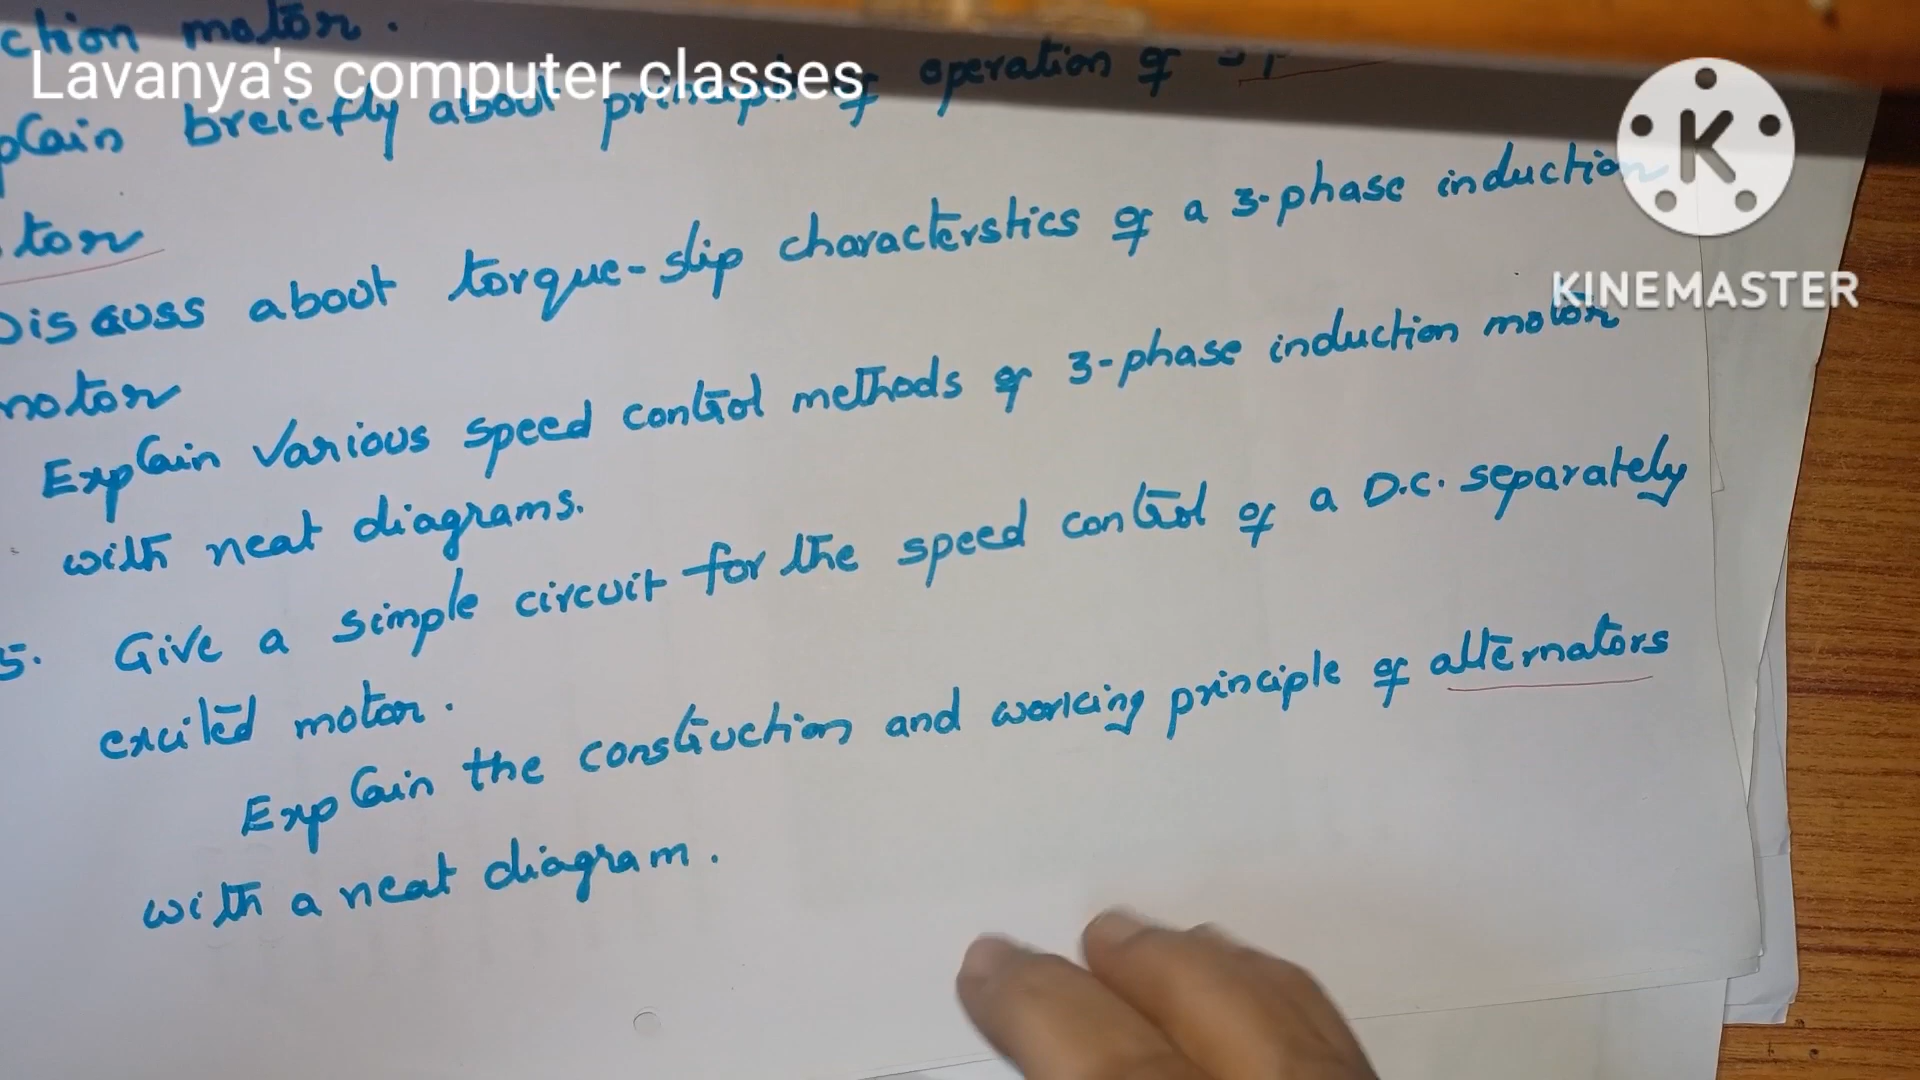 ction motor.
Lavanya's computer classes
plain breicfly about principle of operation of
tor
Discuss about torque-slip characterstics of a 3-phase induction
motor
Explain various speed control methods of 3-phase induction motor
with neat diagrams.
5. Give a simple circuit for the speed control of a D.C. separately
excited motor.
Explain the construction and working principle of alternators
with a neat diagram.
K
KINEMASTER